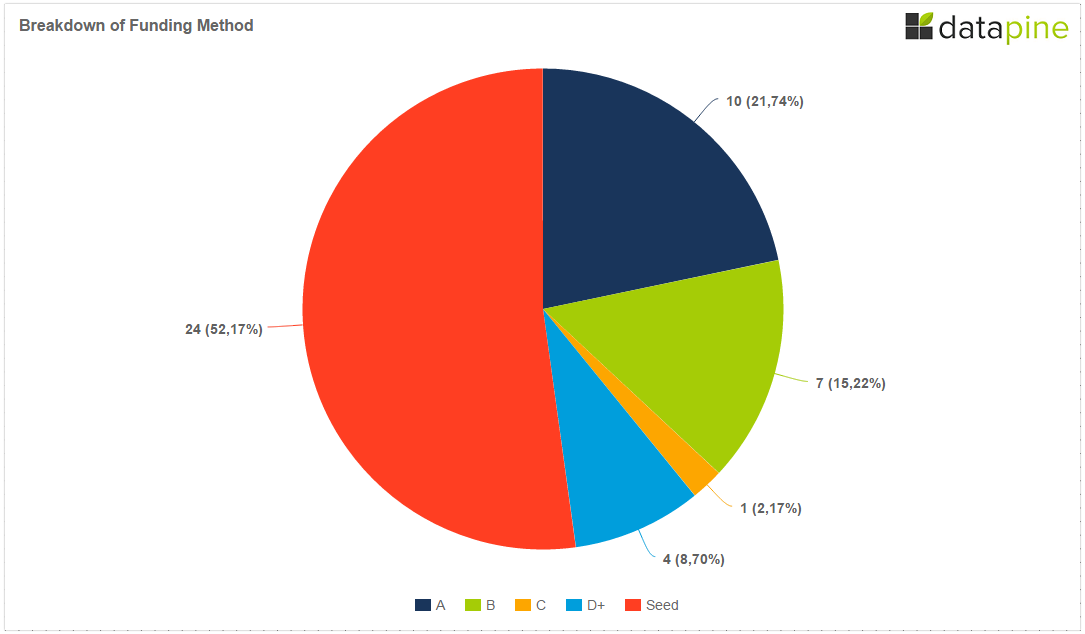 Breakdown of Funding Method
datapine
10 (21,74%)
24 (52,17%)
7 (15,22%)
1 (2,17%)
4 (8,70%)
A B C D+ Seed